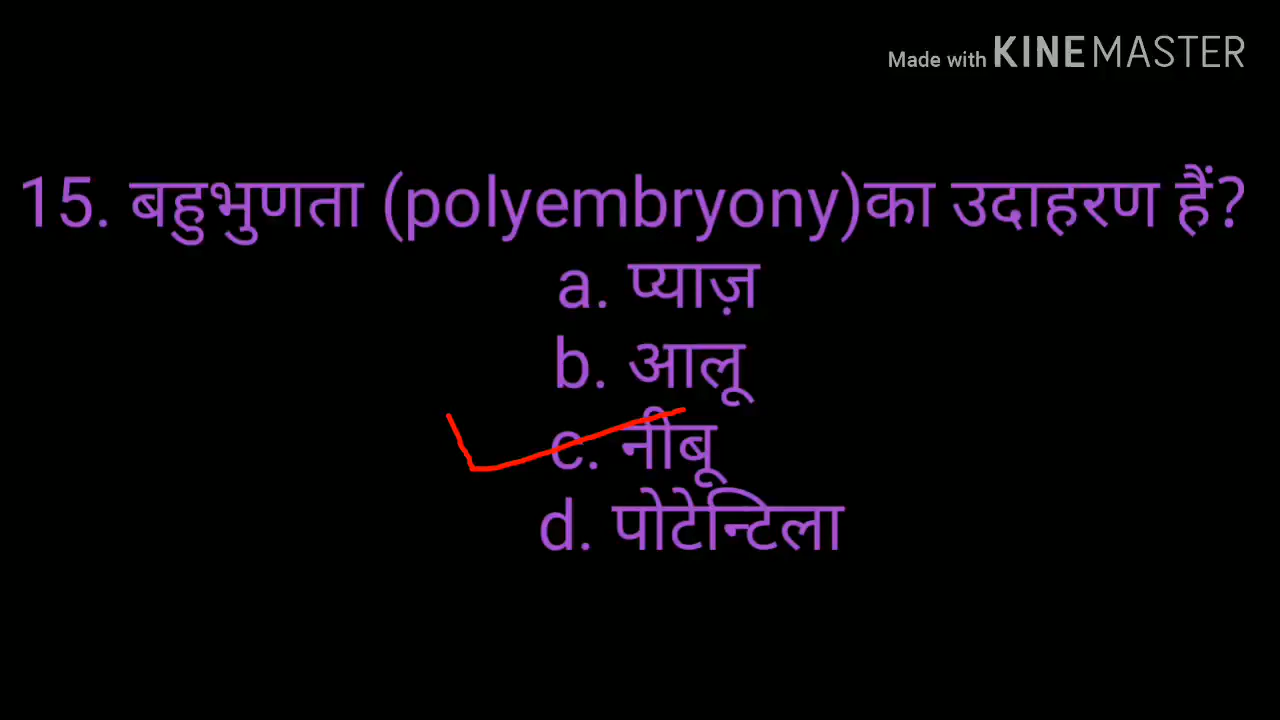 Made with KINEMASTER
15. बहुभुणता (polyembryony)का उदाहरण हैं?
a. प्याज़
b. आलू
c. नीबू
d. पोटेन्टिला